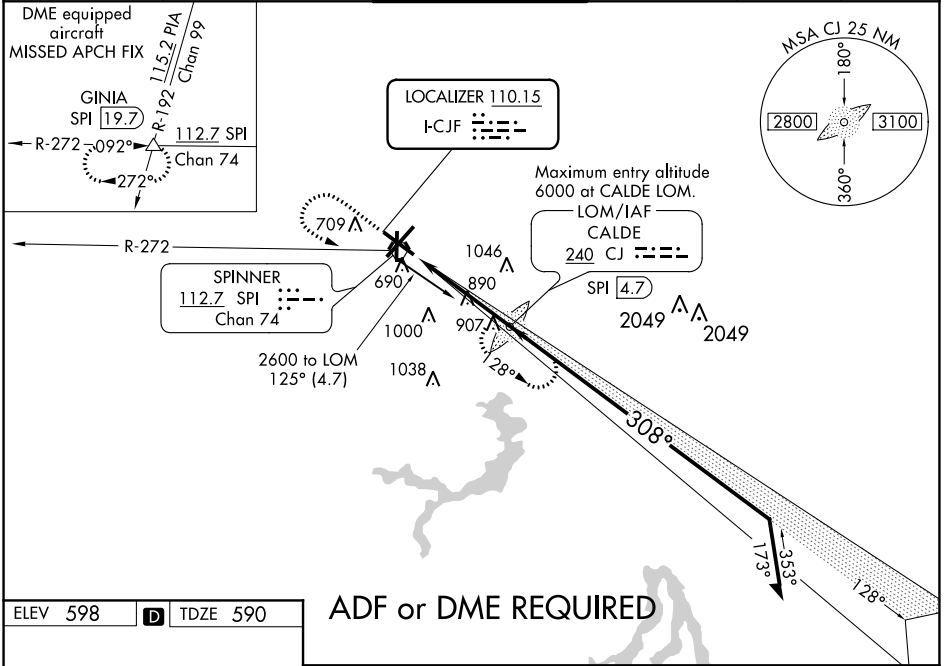 DME equipped
aircraft
MISSED APCH FIX
115.2 PIA
Chan 99
R-192
GINIA
SPI 19.7
R-272
092°
112.7 SPI
Chan 74
272°
LOCALIZER 110.15
I-CJF
MSA CJ 25 NM
180°
2800
3100
360°
Maximum entry altitude
6000 at CALDE LOM.
LOM/IAF
CALDE
240 CJ
SPI 4.7
709
R-272
1046
690
890
SPINNER
112.7 SPI
Chan 74
1000
907
2049
2049
2600 to LOM
125° (4.7)
1038
128°
308°
173°
353°
128°
ELEV 598
D
TDZE 590
ADF or DME REQUIRED